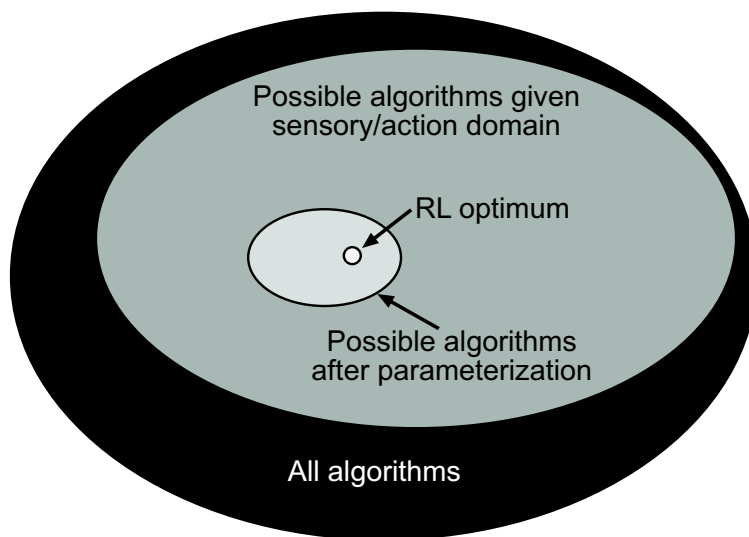 Possible algorithms given
sensory/action domain
RL optimum
Possible algorithms
after parameterization
All algorithms